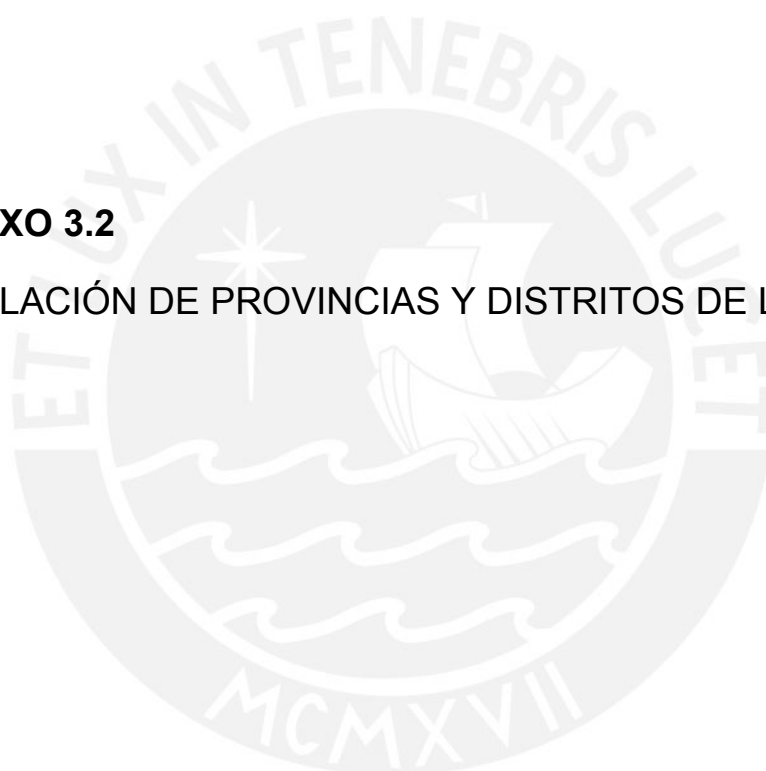 XO 3.2
LACIÓN DE PROVINCIAS Y DISTRITOS DE L
ET LUX IN TENEBRIS LUCET
MCMXVII